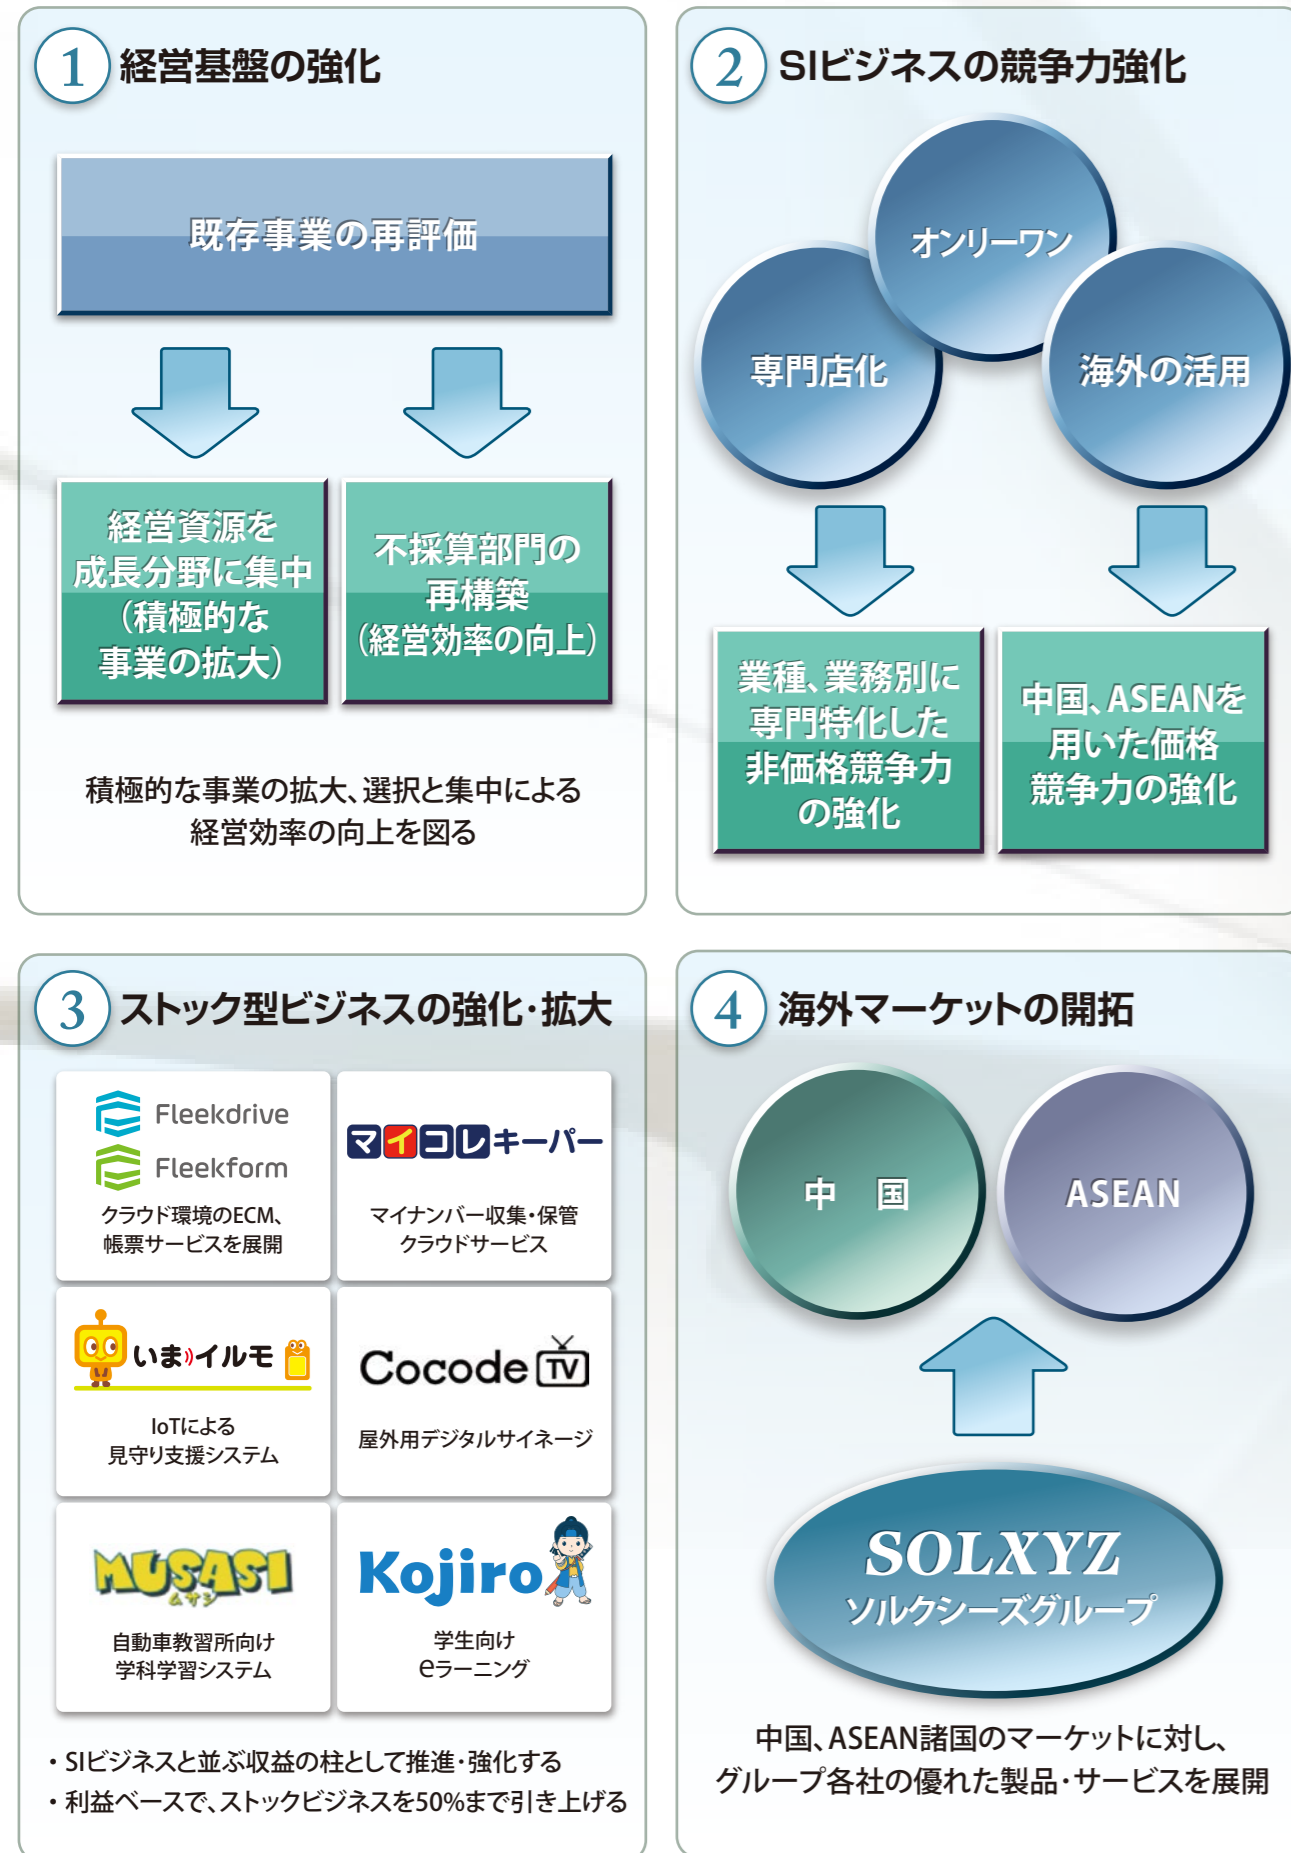 1 経営基盤の強化
既存事業の再評価
経営資源を
成長分野に集中
（積極的な
事業の拡大）
不採算部門の
再構築
（経営効率の向上）
積極的な事業の拡大、選択と集中による
経営効率の向上を図る
2 SIビジネスの競争力強化
オンリーワン
専門店化
海外の活用
業種、業務別に
専門特化した
非価格競争力
の強化
中国、ASEANを
用いた価格
競争力の強化
3 ストック型ビジネスの強化・拡大
Fleekdrive
Fleekform
クラウド環境のECM、
帳票サービスを展開
マイコレキーパー
マイナンバー収集・保管
クラウドサービス
いまイルモ
IoTによる
見守り支援システム
Cocode TV
屋外用デジタルサイネージ
MUSASI
ムサシ
自動車教習所向け
学科学習システム
Kojiro
学生向け
eラーニング
・SIビジネスと並ぶ収益の柱として推進・強化する
・利益ベースで、ストックビジネスを50%まで引き上げる
4 海外マーケットの開拓
中　国
ASEAN
SOLXYZ
ソルクシーズグループ
中国、ASEAN諸国のマーケットに対し、
グループ各社の優れた製品・サービスを展開